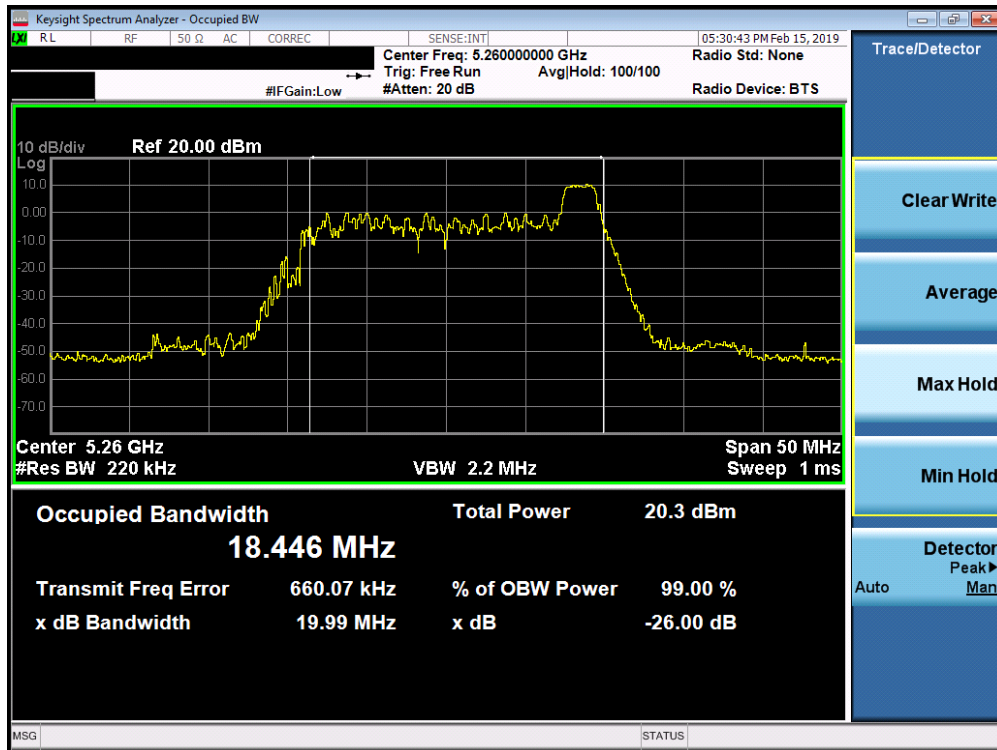 Keysight Spectrum Analyzer - Occupied BW
LXI RL RF 50 Ω AC CORREC SENSE:INT 05:30:43 PM Feb 15, 2019
Center Freq: 5.260000000 GHz Radio Std: None
Trig: Free Run Avg|Hold: 100/100
#IFGain:Low #Atten: 20 dB Radio Device: BTS
10 dB/div Ref 20.00 dBm
Log
10.0
0.00
-10.0
-20.0
-30.0
-40.0
-50.0
-60.0
-70.0
Center 5.26 GHz Span 50 MHz
#Res BW 220 kHz VBW 2.2 MHz Sweep 1 ms
Occupied Bandwidth Total Power 20.3 dBm
18.446 MHz
Transmit Freq Error 660.07 kHz % of OBW Power 99.00 %
x dB Bandwidth 19.99 MHz x dB -26.00 dB
MSG STATUS
Trace/Detector
Clear Write
Average
Max Hold
Min Hold
Detector
Peak▶
Auto Man